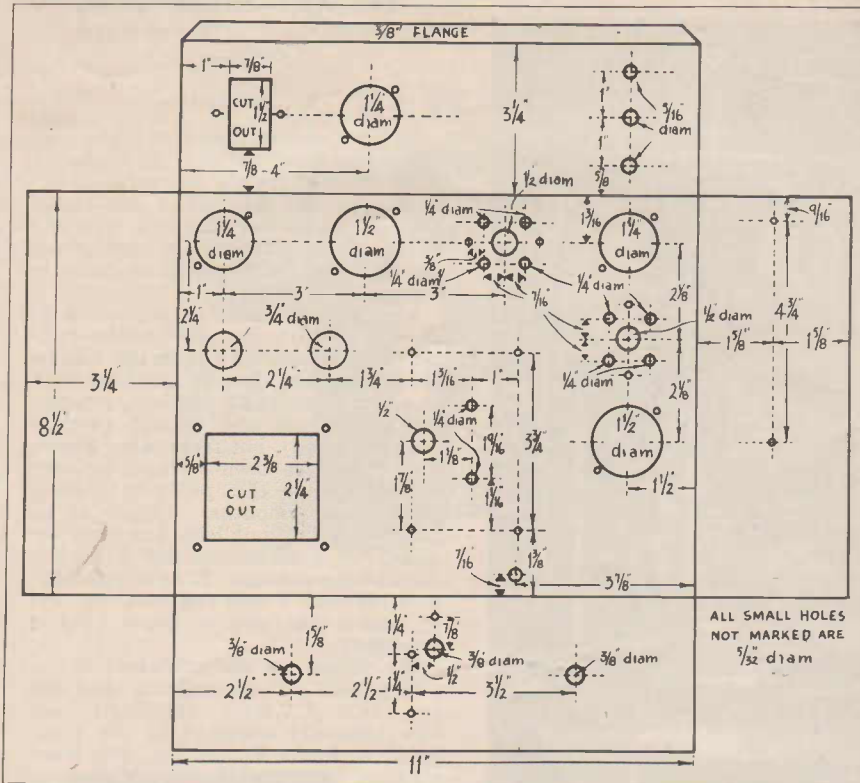 3/8" FLANGE
1"
7/8"
CUT
OUT
1 1/2"
1 1/4
diam
3 1/4"
1"
1"
5/8
5/16
diam
7/8
4"
1/2 diam
1 1/4
diam
1 1/2"
diam
1/4" diam
3/8"
1/4" diam
1 3/16
1 1/4"
diam
9/16"
1"
3"
3"
7/16
1/4" diam
2 1/8"
4 3/4"
2 1/4"
3/4" diam
1/2" diam
1 5/8"
1 5/8"
3 1/4"
2 1/4"
1 3/4"
1 3/16"
1"
1/4" diam
2 1/8"
8 1/2"
1/2"
1/4" diam
1 9/16
3 3/4"
1 1/2"
diam
5/8"
2 3/8"
CUT
OUT
2 1/4"
1 1/8"
1 7/8"
1 1/2"
7/16"
1 3/8"
3 7/8"
ALL SMALL HOLES
NOT MARKED ARE
5/32" diam
1 5/8"
1 1/4
7/8"
3/8" diam
3/8" diam
3/8" diam
1/2"
2 1/2"
2 1/2"
1 1/4"
3 1/2"
11"